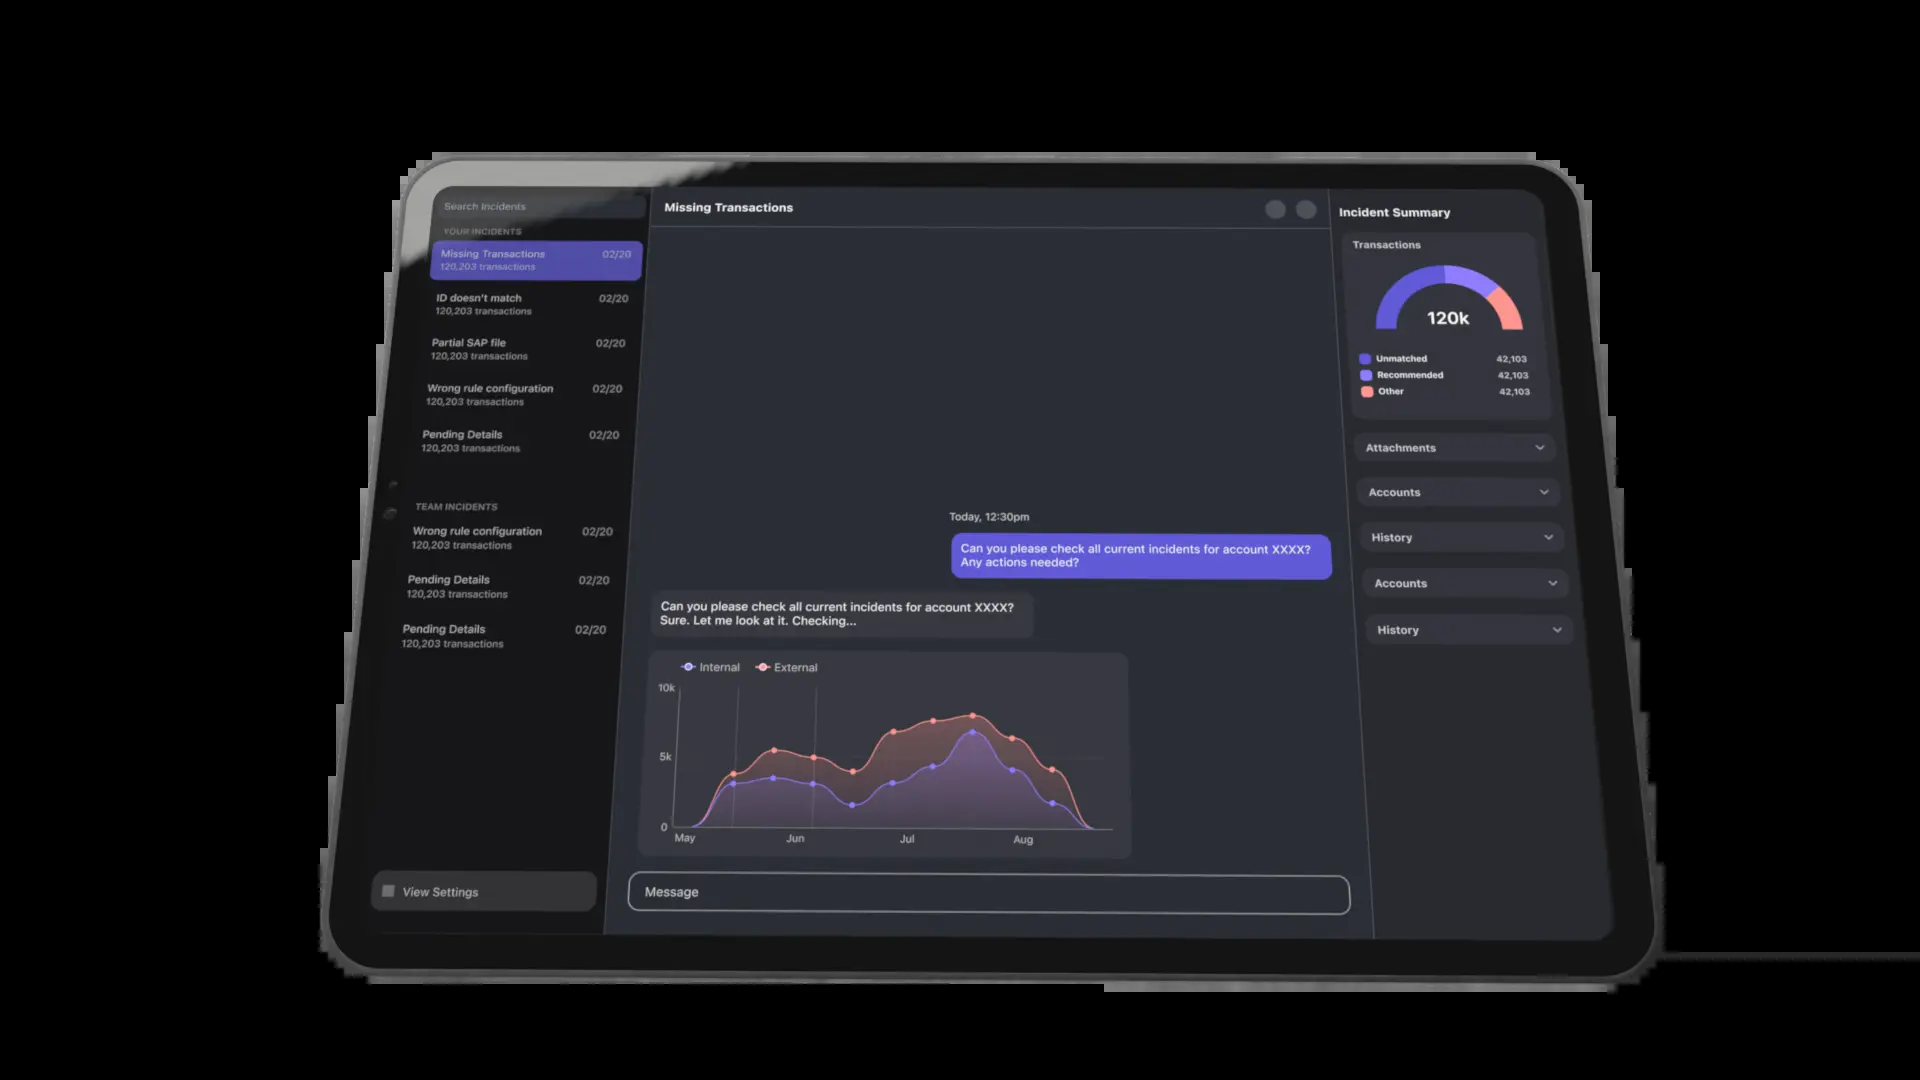 Search Incidents
YOUR INCIDENTS
Missing Transactions 02/20
120,203 transactions
ID doesn't match 02/20
120,203 transactions
Partial SAP file 02/20
120,203 transactions
Wrong rule configuration 02/20
120,203 transactions
Pending Details 02/20
120,203 transactions
TEAM INCIDENTS
Wrong rule configuration 02/20
120,203 transactions
Pending Details 02/20
120,203 transactions
Pending Details 02/20
120,203 transactions
View Settings
Missing Transactions
Today, 12:30pm
Can you please check all current incidents for account XXXX?
Any actions needed?
Can you please check all current incidents for account XXXX?
Sure. Let me look at it. Checking...
Internal External
10k
5k
0
May Jun Jul Aug
Message
Incident Summary
Transactions
120k
Unmatched 42,103
Recommended 42,103
Other 42,103
Attachments
Accounts
History
Accounts
History